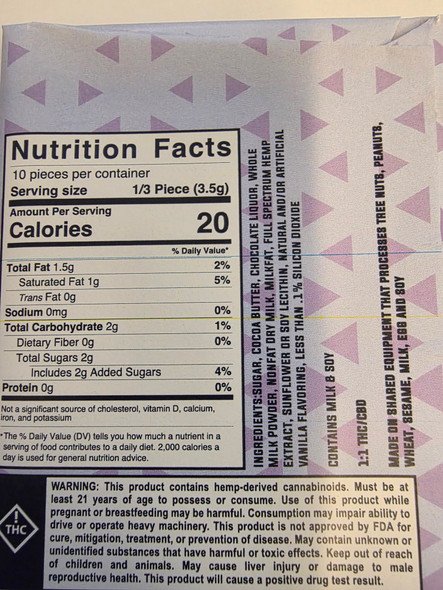 Nutrition Facts
10 pieces per container
Serving size 1/3 Piece (3.5g)
Amount Per Serving
Calories 20
% Daily Value*
Total Fat 1.5g 2%
Saturated Fat 1g 5%
Trans Fat 0g
Sodium 0mg 0%
Total Carbohydrate 2g 1%
Dietary Fiber 0g 0%
Total Sugars 2g
Includes 2g Added Sugars 4%
Protein 0g 0%
Not a significant source of cholesterol, vitamin D, calcium,
iron, and potassium
*The % Daily Value (DV) tells you how much a nutrient in a
serving of food contributes to a daily diet. 2,000 calories a
day is used for general nutrition advice.
INGREDIENTS:SUGAR, COCOA BUTTER, CHOCOLATE LIQUOR, WHOLE
MILK POWDER, NONFAT DRY MILK, MILKFAT, FULL SPECTRUM HEMP
EXTRACT, SUNFLOWER OR SOY LECITHIN, NATURAL AND/OR ARTIFICIAL
VANILLA FLAVORING, LESS THAN .1% SILICON DIOXIDE
CONTAINS MILK & SOY
1:1 THC/CBD
MADE ON SHARED EQUIPMENT THAT PROCESSES TREE NUTS, PEANUTS,
WHEAT, SESAME, MILK, EGG AND SOY
!
THC
WARNING: This product contains hemp-derived cannabinoids. Must be at
least 21 years of age to possess or consume. Use of this product while
pregnant or breastfeeding may be harmful. Consumption may impair ability to
drive or operate heavy machinery. This product is not approved by FDA for
cure, mitigation, treatment, or prevention of disease. May contain unknown or
unidentified substances that have harmful or toxic effects. Keep out of reach
of children and animals. May cause liver injury or damage to male
reproductive health. This product will cause a positive drug test result.